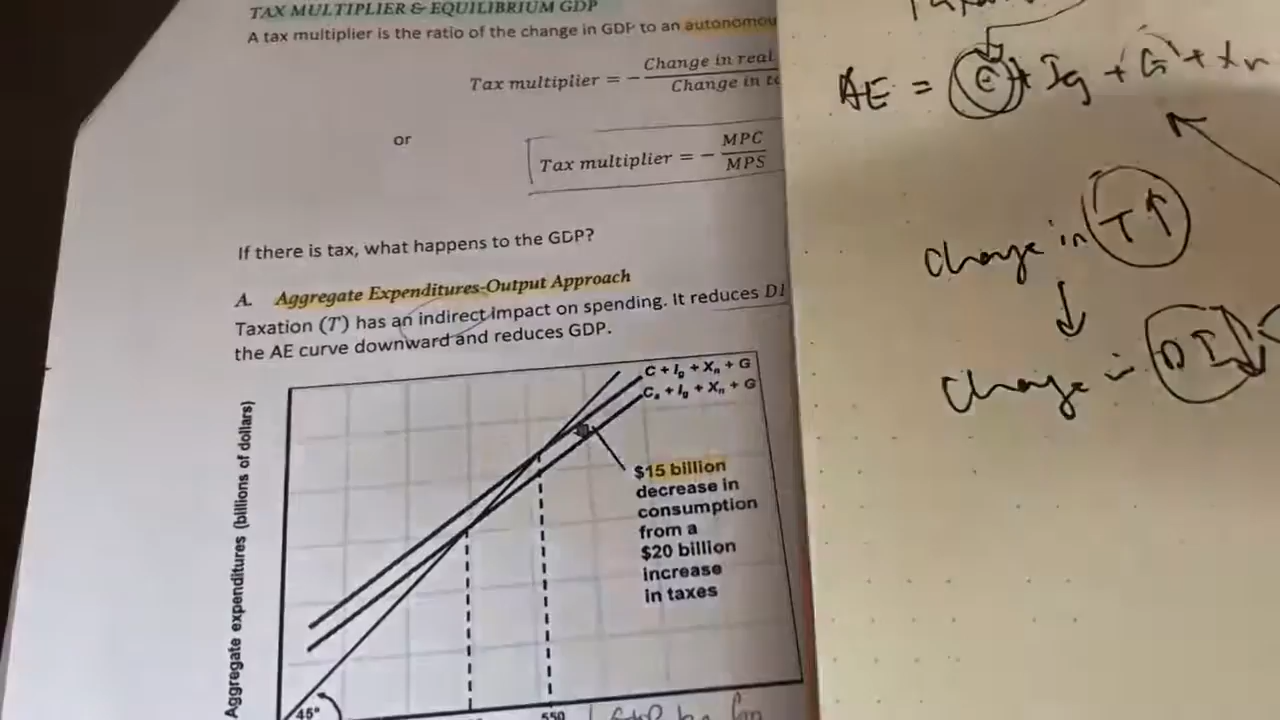 TAX MULTIPLIER & EQUILIBRIUM GDP
A tax multiplier is the ratio of the change in GDP to an autonomou
Tax multiplier = − Change in real
Change in t
or
Tax multiplier = − MPC
MPS
If there is tax, what happens to the GDP?
A. Aggregate Expenditures-Output Approach
Taxation (T) has an indirect impact on spending. It reduces DI
the AE curve downward and reduces GDP.
C + Ig + Xn + G
Ca + Ig + Xn + G
$15 billion
decrease in
consumption
from a
$20 billion
increase
in taxes
Aggregate expenditures (billions of dollars)
45°
550
AE = C + Ig + G + Xn
Change in T↑
↓
Change in DI↓